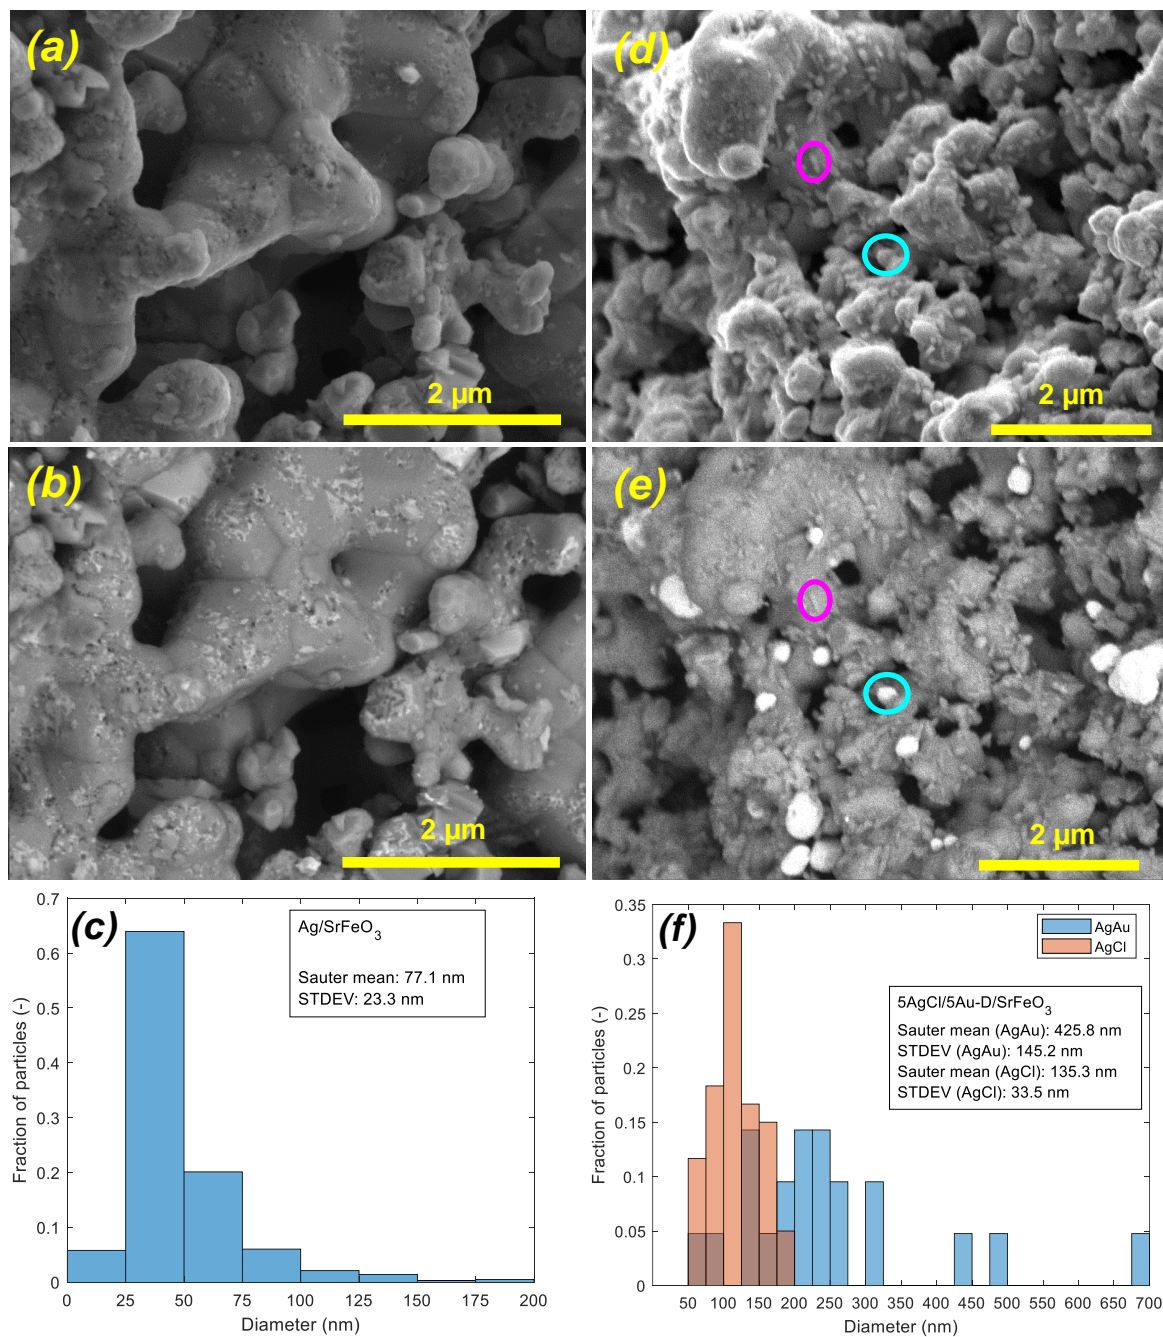 (a)
2 µm
(d)
2 µm
(b)
2 µm
(e)
2 µm
(c)
Ag/SrFeO3
Sauter mean: 77.1 nm
STDEV: 23.3 nm
0.7
0.6
0.5
0.4
0.3
0.2
0.1
0
Fraction of particles (-)
0 25 50 75 100 125 150 175 200
Diameter (nm)
(f)
AgAu
AgCl
5AgCl/5Au-D/SrFeO3
Sauter mean (AgAu): 425.8 nm
STDEV (AgAu): 145.2 nm
Sauter mean (AgCl): 135.3 nm
STDEV (AgCl): 33.5 nm
0.35
0.3
0.25
0.2
0.15
0.1
0.05
0
Fraction of particles (-)
50 100 150 200 250 300 350 400 450 500 550 600 650 700
Diameter (nm)